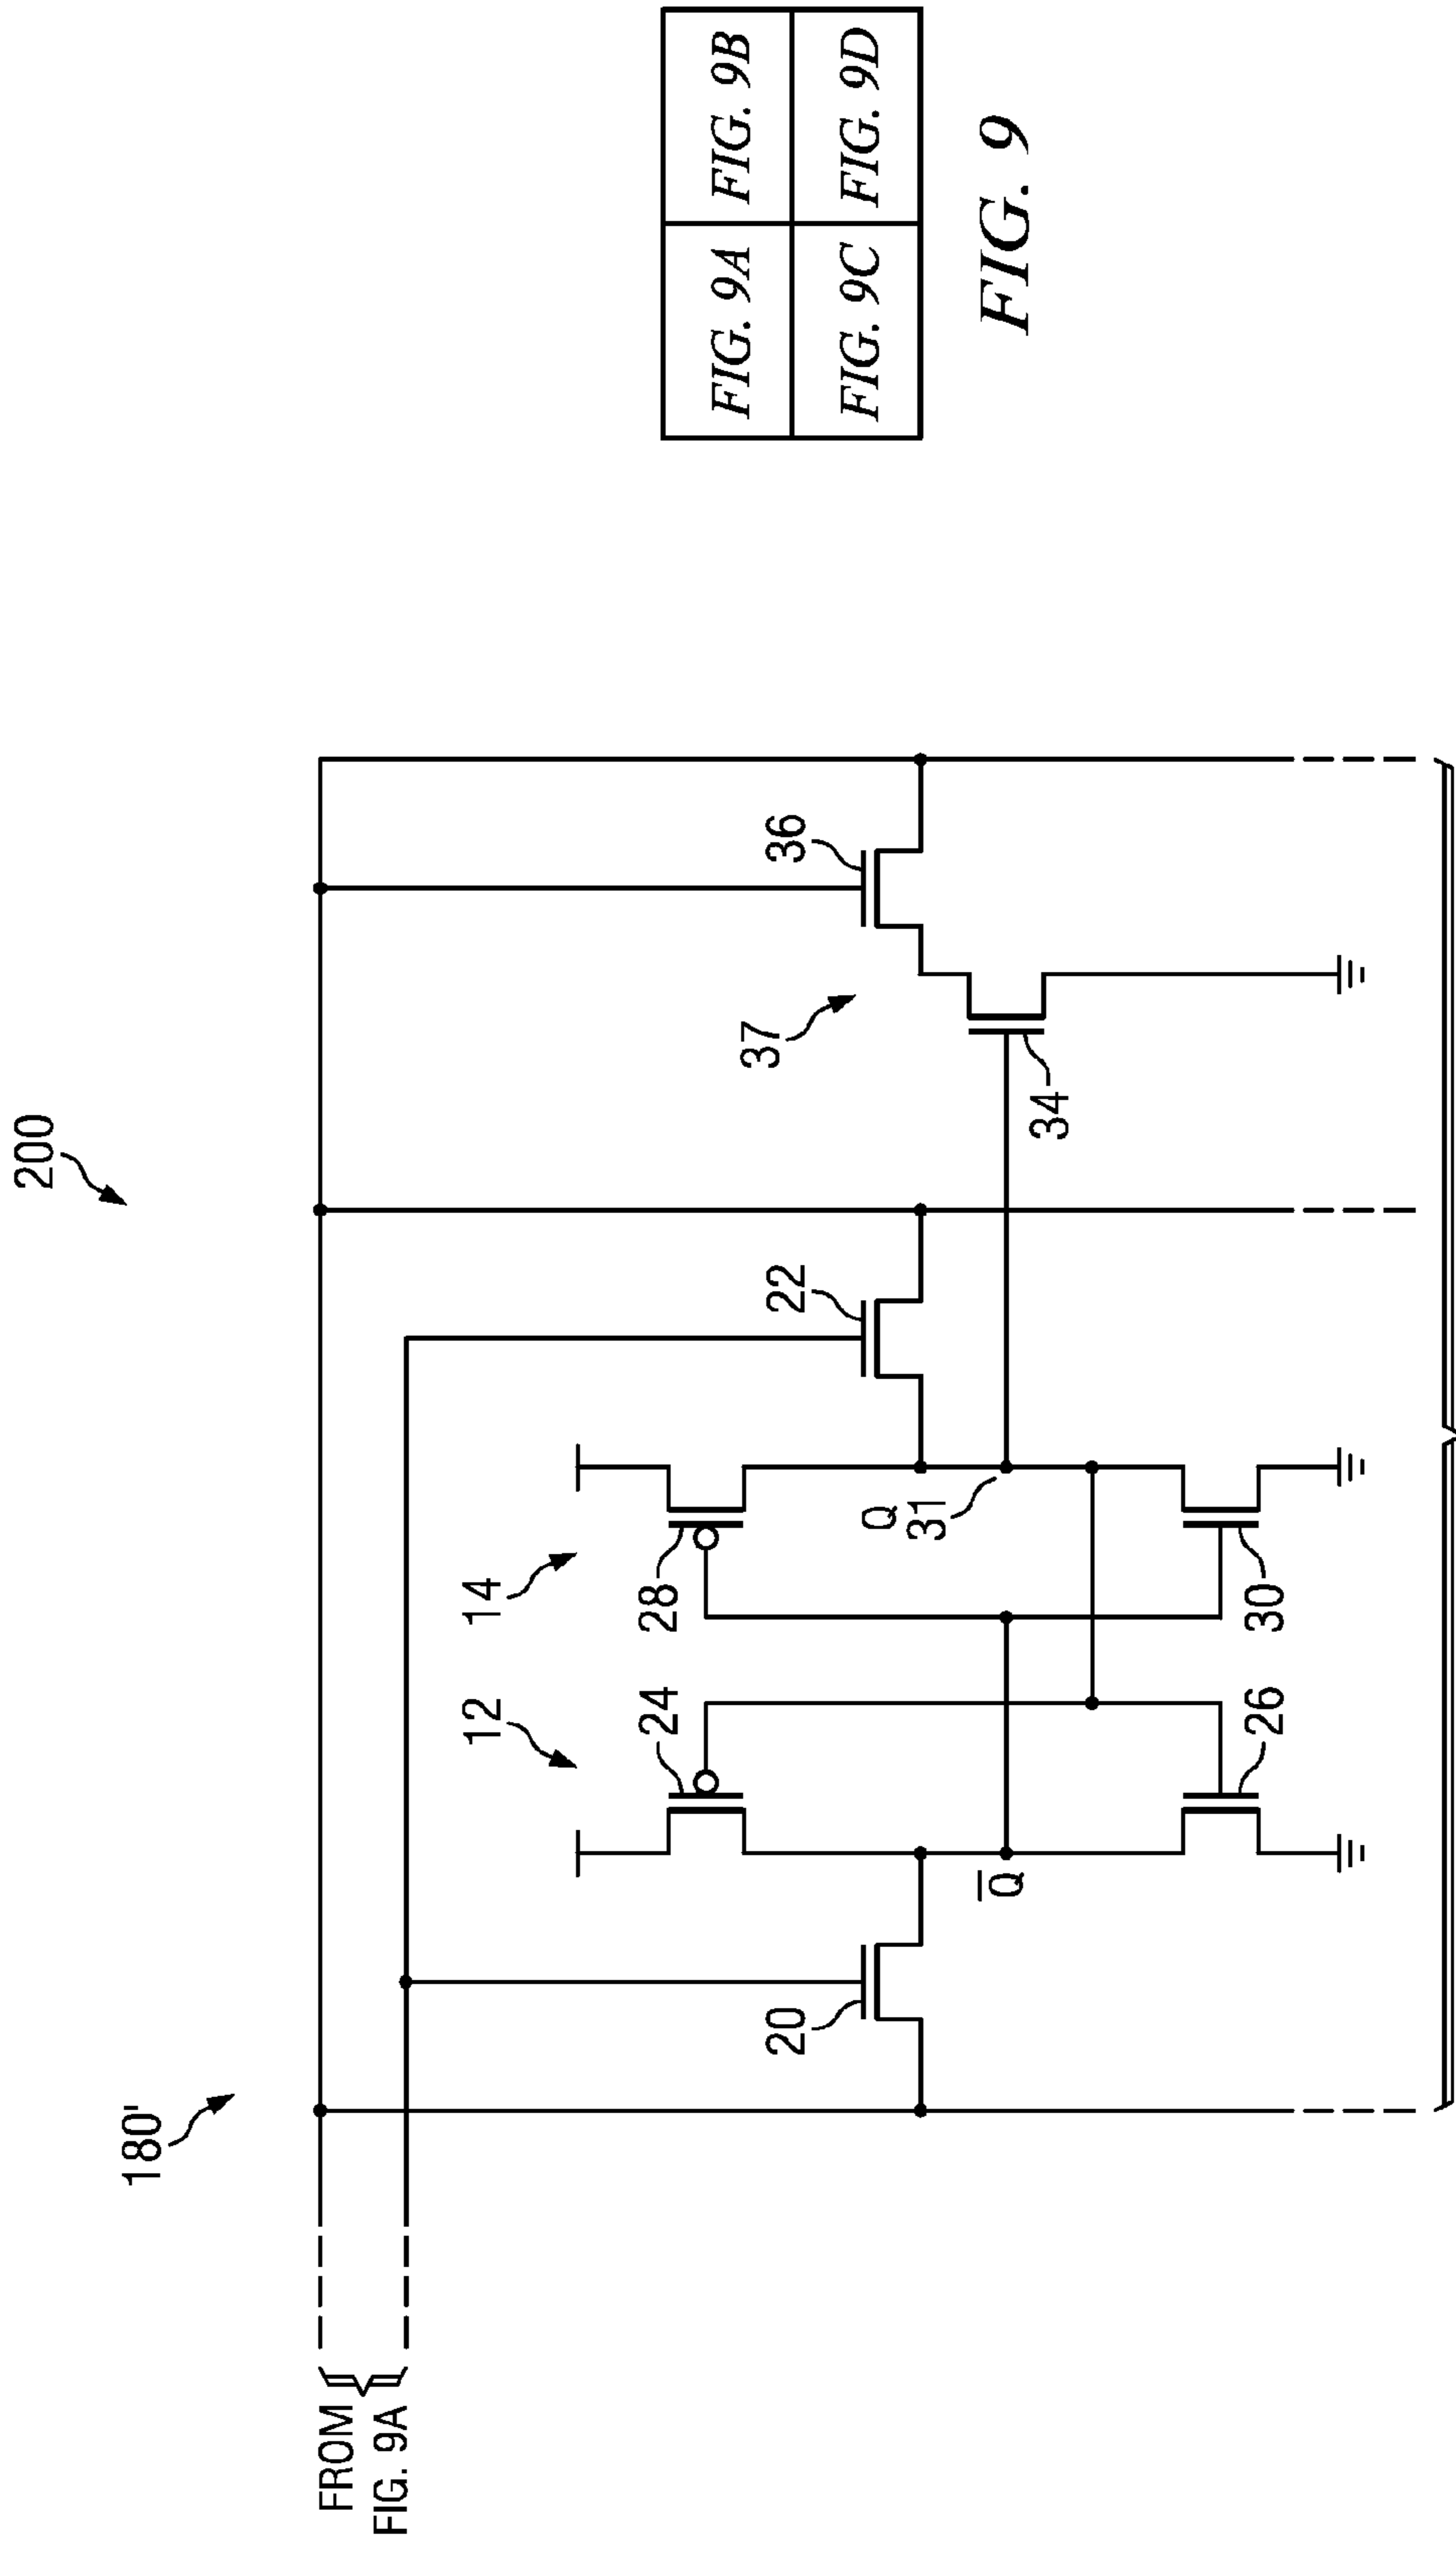 200
180'
FROM
FIG. 9A
12
14
24
28
20
22
36
37
Q
31
Q̅
34
26
30
FIG. 9A
FIG. 9B
FIG. 9C
FIG. 9D
FIG. 9